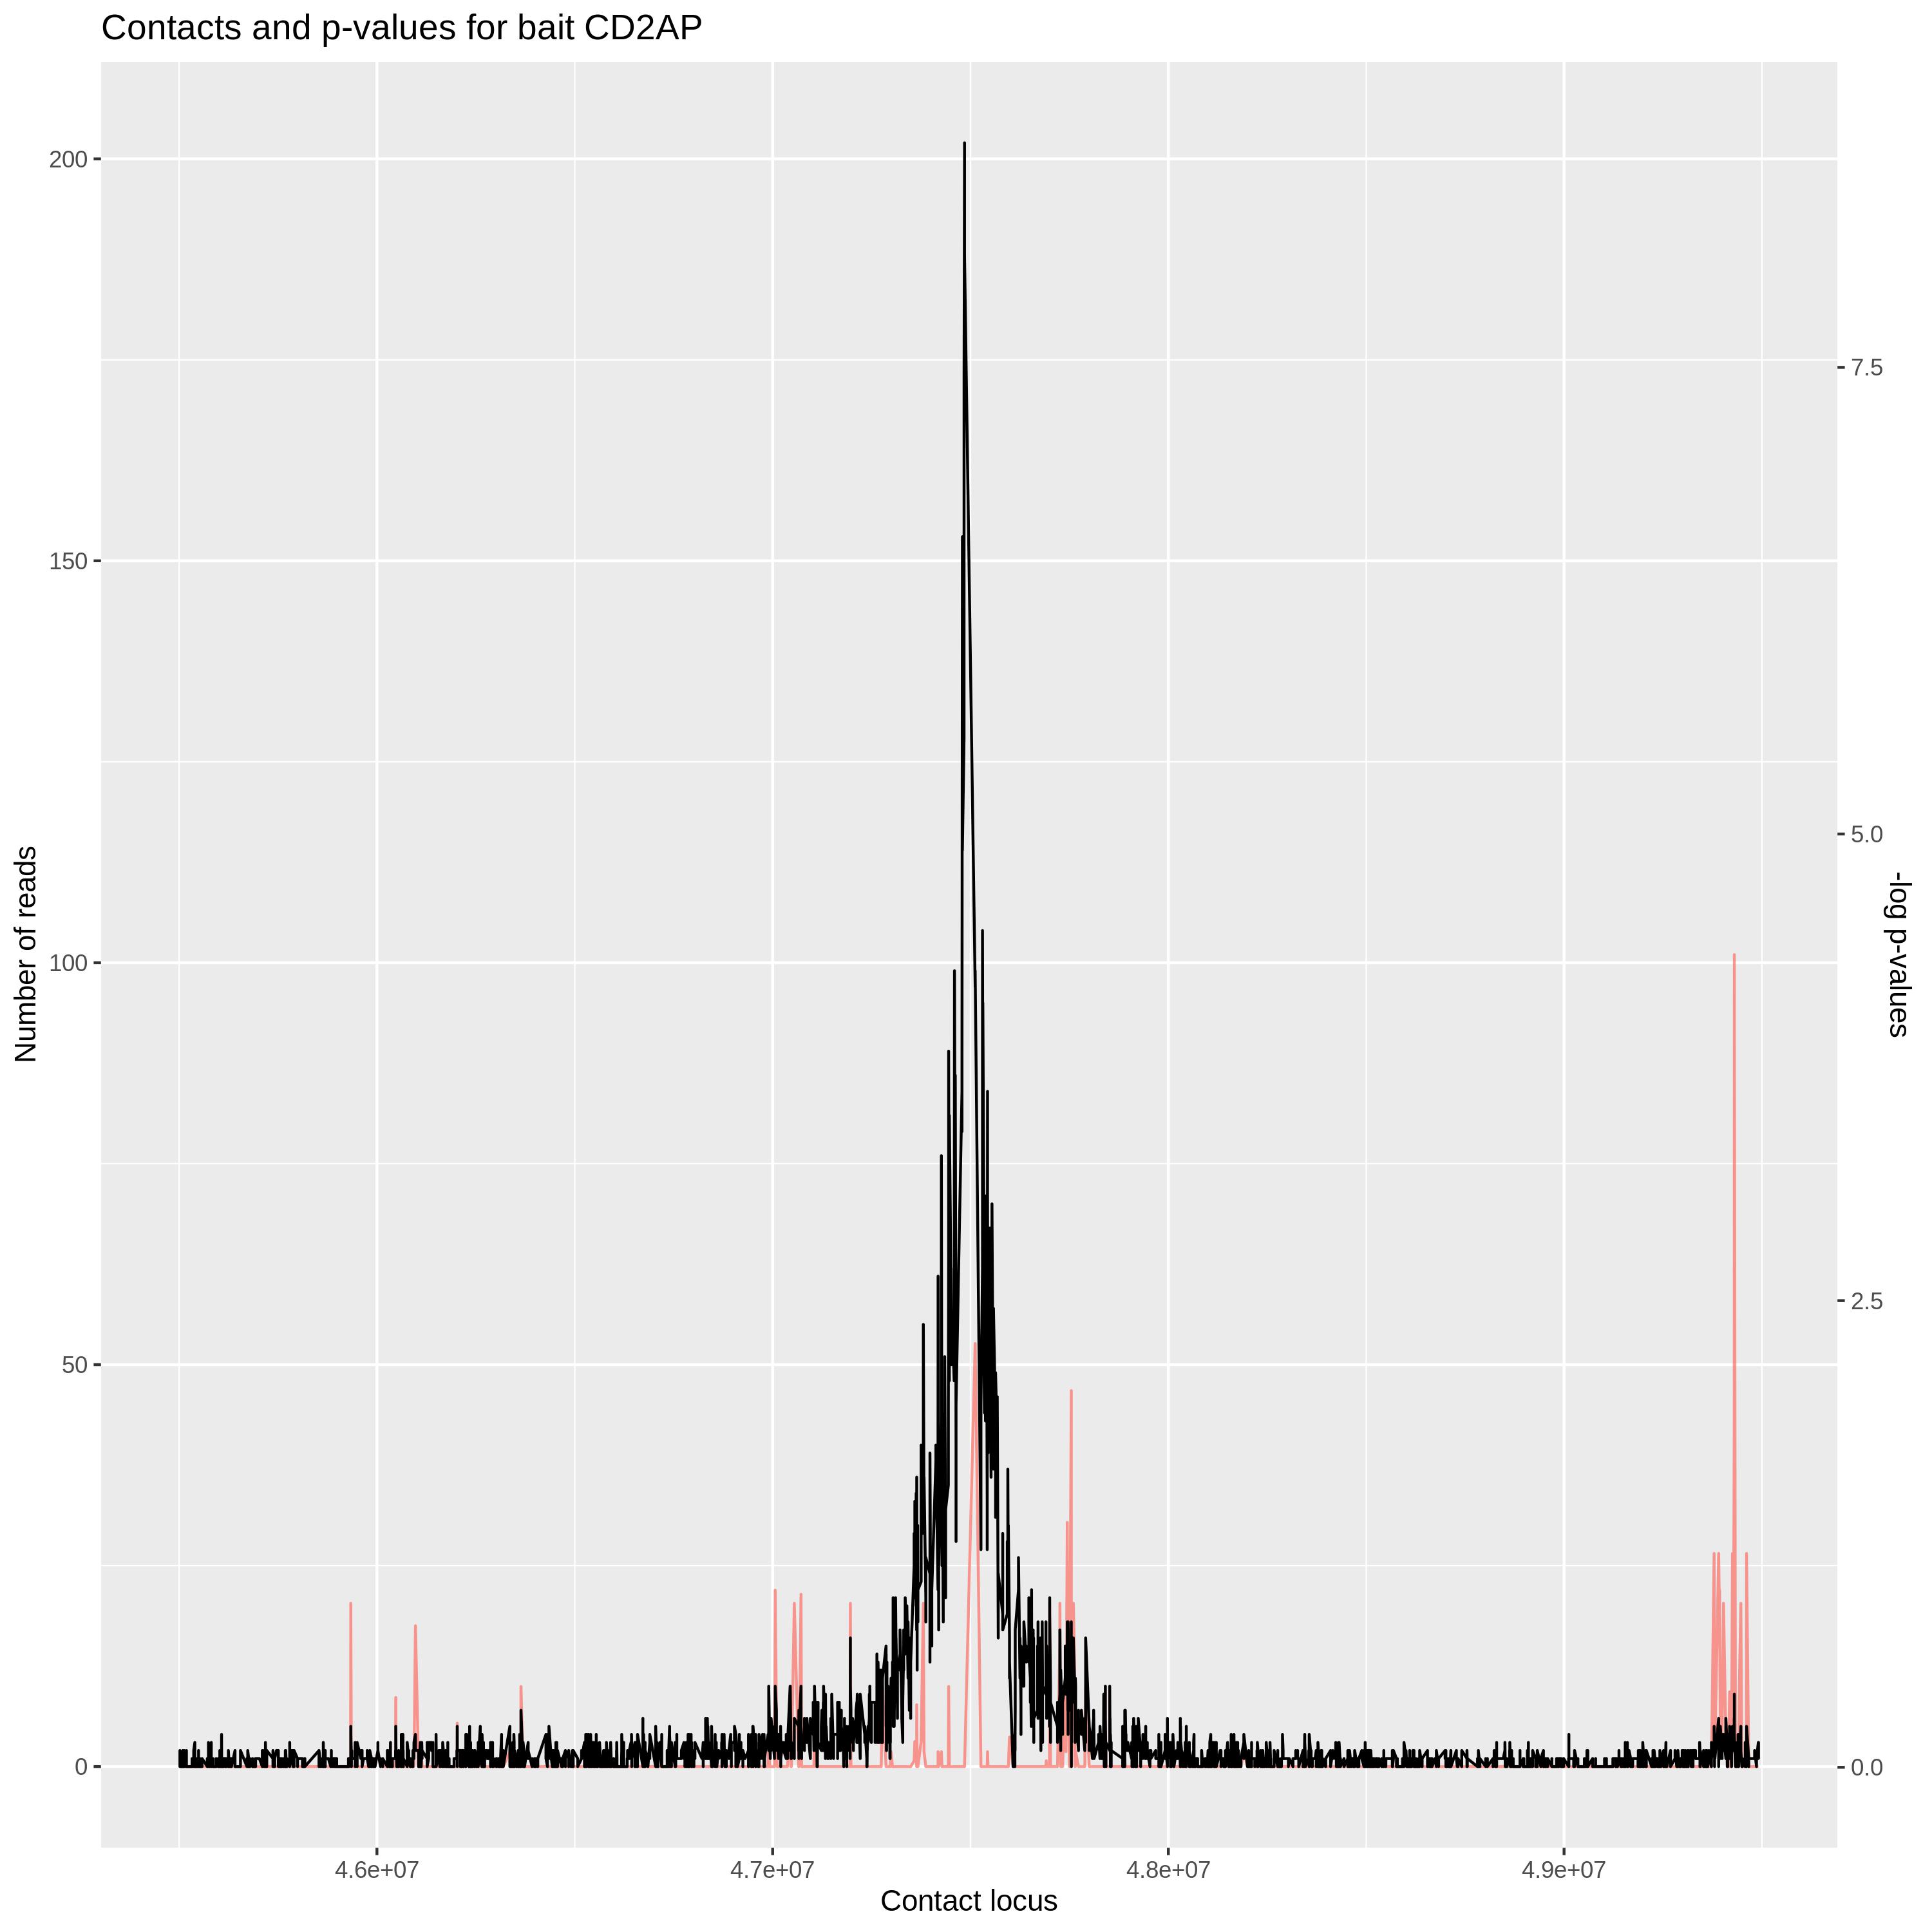 Contacts and p-values for bait CD2AP
200
150
100
50
0
Number of reads
7.5
5.0
2.5
0.0
-log p-values
4.6e+07
4.7e+07
4.8e+07
4.9e+07
Contact locus